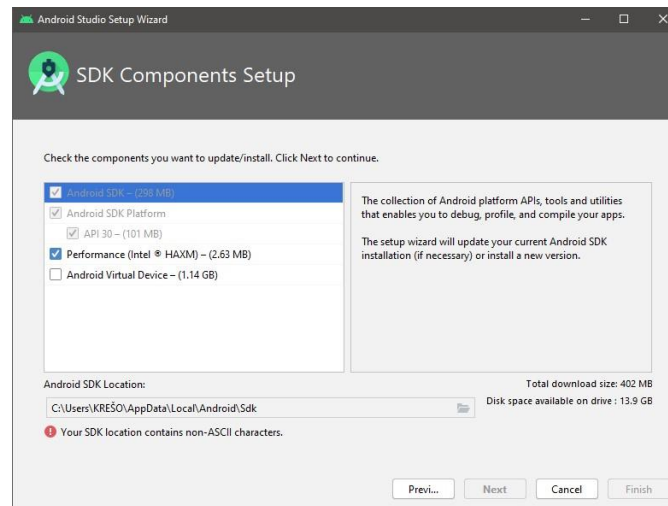 Android Studio Setup Wizard
SDK Components Setup
Check the components you want to update/install. Click Next to continue.
Android SDK – (298 MB)
Android SDK Platform
API 30 – (101 MB)
Performance (Intel ® HAXM) – (2.63 MB)
Android Virtual Device – (1.14 GB)
The collection of Android platform APIs, tools and utilities
that enables you to debug, profile, and compile your apps.
The setup wizard will update your current Android SDK
installation (if necessary) or install a new version.
Android SDK Location:
Total download size: 402 MB
C:\Users\KREŠO\AppData\Local\Android\Sdk
Disk space available on drive : 13.9 GB
Your SDK location contains non-ASCII characters.
Previ...
Next
Cancel
Finish